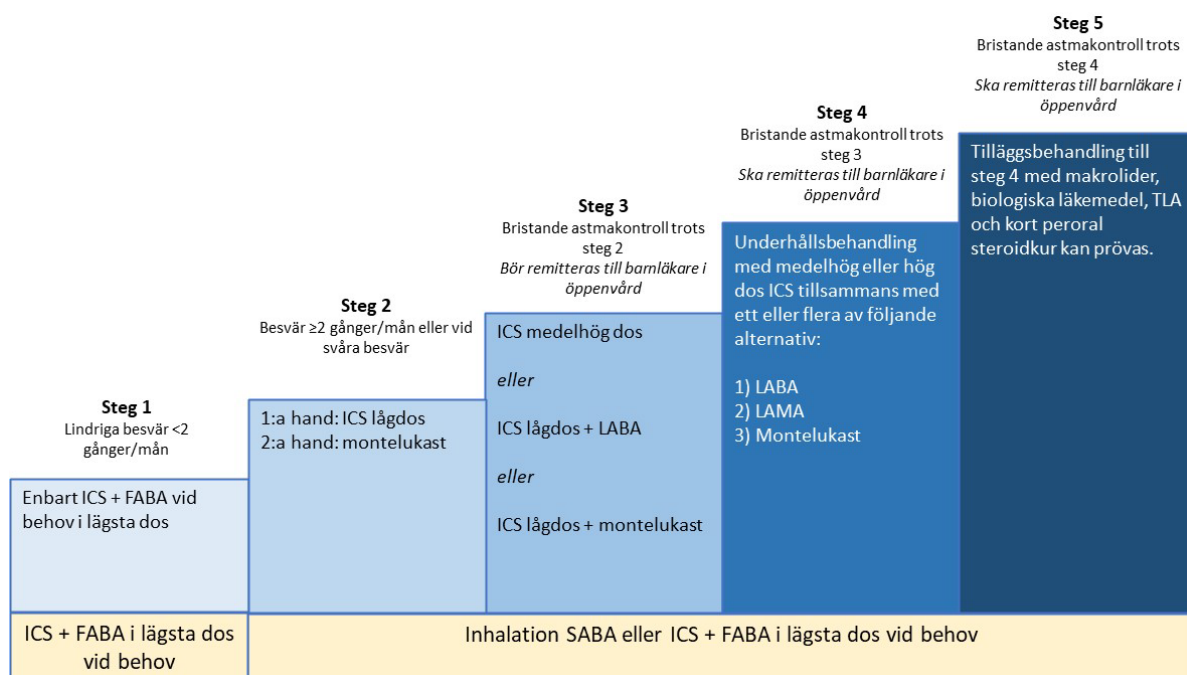 Steg 1
Lindriga besvär <2
gånger/mån
Enbart ICS + FABA vid
behov i lägsta dos
Steg 2
Besvär ≥2 gånger/mån eller vid
svåra besvär
1:a hand: ICS lågdos
2:a hand: montelukast
Steg 3
Bristande astmakontroll trots
steg 2
Bör remitteras till barnläkare i
öppenvård
ICS medelhög dos
eller
ICS lågdos + LABA
eller
ICS lågdos + montelukast
Steg 4
Bristande astmakontroll trots
steg 3
Ska remitteras till barnläkare i
öppenvård
Underhållsbehandling
med medelhög eller hög
dos ICS tillsammans med
ett eller flera av följande
alternativ:
1) LABA
2) LAMA
3) Montelukast
Steg 5
Bristande astmakontroll trots
steg 4
Ska remitteras till barnläkare i
öppenvård
Tilläggsbehandling till
steg 4 med makrolider,
biologiska läkemedel, TLA
och kort peroral
steroidkur kan prövas.
ICS + FABA i lägsta dos
vid behov
Inhalation SABA eller ICS + FABA i lägsta dos vid behov